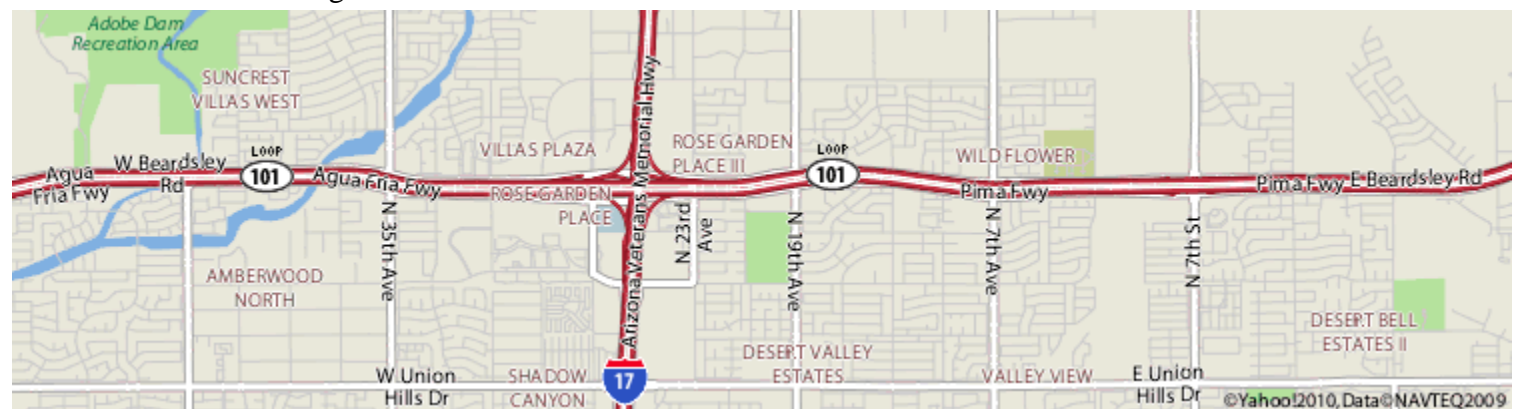 Adobe Dam
Recreation Area
SUNCREST
VILLAS WEST
VILLAS PLAZA
ROSE GARDEN
PLACE III
WILD FLOWER
LOOP
101
LOOP
101
Agua
Fria Fwy
W Beardsley
Rd
Agua Fria Fwy
ROSE GARDEN
PLACE
Pima Fwy
Pima Fwy
E Beardsley Rd
Arizona Veterans Memorial Hwy
N 35th Ave
N 23rd
Ave
N 19th Ave
N 7th Ave
N 7th St
AMBERWOOD
NORTH
DESERT BELL
ESTATES II
DESERT VALLEY
ESTATES
W Union
Hills Dr
SHADOW
CANYON
17
VALLEY VIEW
E Union
Hills Dr
©Yahoo!2010, Data©NAVTEQ2009